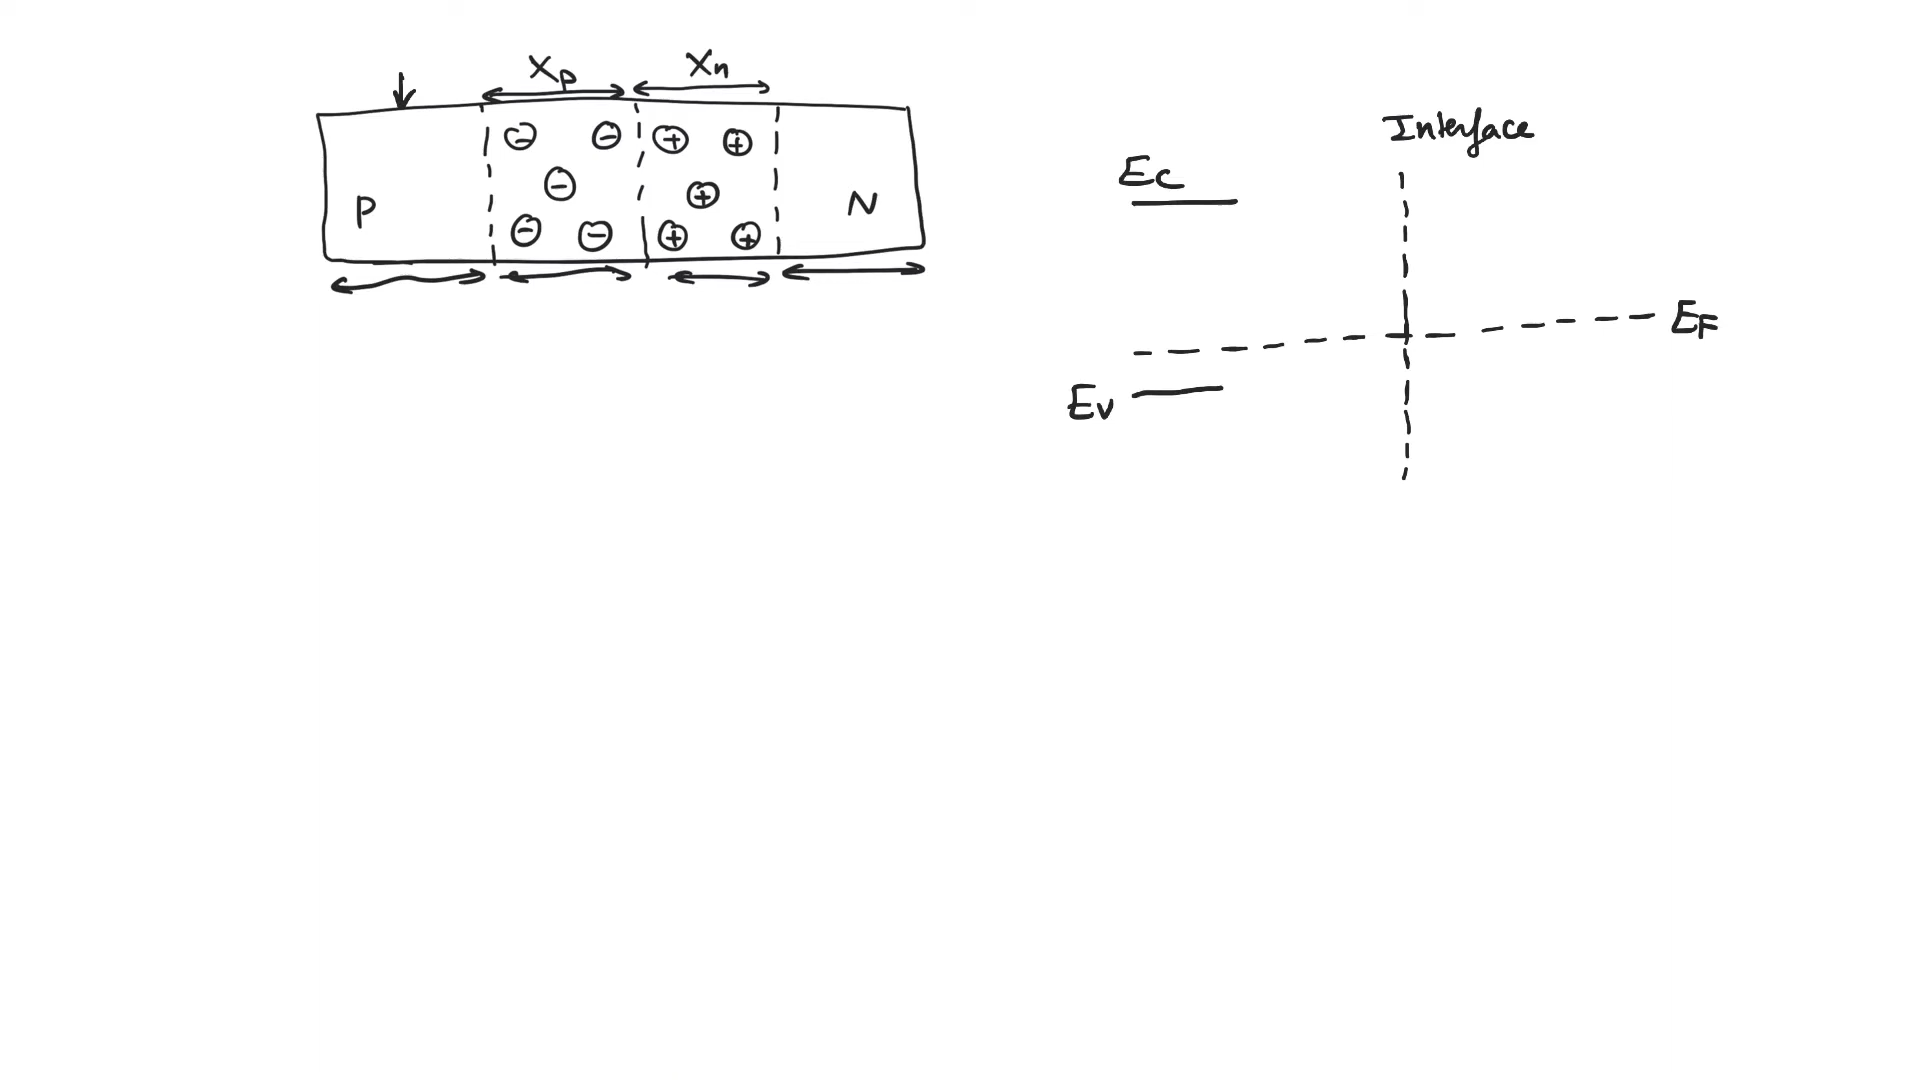 Xp Xn
- - + +
- +
- - + +
P N
Interface
Ec
EF
Ev